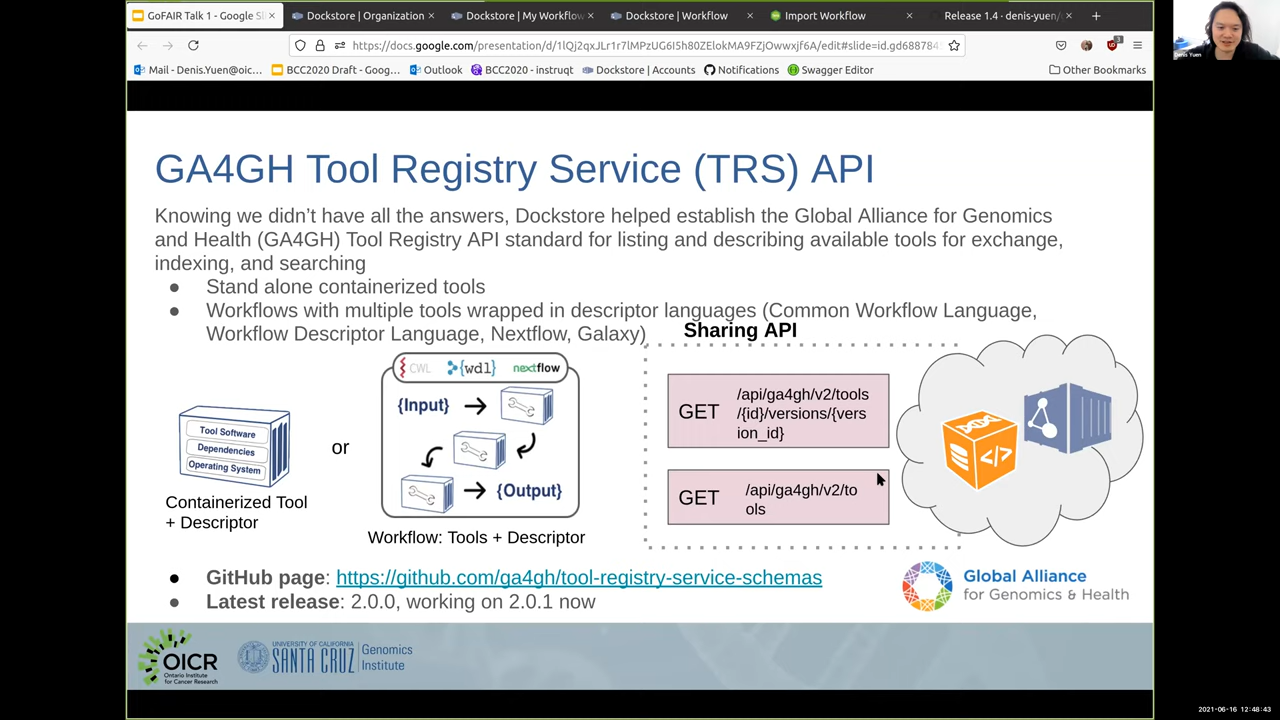 GoFAIR Talk 1 - Google Sl
Dockstore | Organization
Dockstore | My Workflow
Dockstore | Workflow
Import Workflow
Release 1.4 · denis-yuen/
https://docs.google.com/presentation/d/1lQj2qxJLr1r7lMPzUG6I5h80ZElokMA9FZjOwwxjf6A/edit#slide=id.gd688784
Mail - Denis.Yuen@oic…
BCC2020 Draft - Goog…
Outlook
BCC2020 - instruqt
Dockstore | Accounts
Notifications
Swagger Editor
Other Bookmarks
Denis Yuen
GA4GH Tool Registry Service (TRS) API
Knowing we didn't have all the answers, Dockstore helped establish the Global Alliance for Genomics
and Health (GA4GH) Tool Registry API standard for listing and describing available tools for exchange,
indexing, and searching
● Stand alone containerized tools
● Workflows with multiple tools wrapped in descriptor languages (Common Workflow Language,
Workflow Descriptor Language, Nextflow, Galaxy)
Sharing API
CWL {wdl} nextflow
{Input}
{Output}
Tool Software
Dependencies
Operating System
or
Containerized Tool
+ Descriptor
Workflow: Tools + Descriptor
GET
/api/ga4gh/v2/tools
/{id}/versions/{vers
ion_id}
GET
/api/ga4gh/v2/to
ols
</>
● GitHub page: https://github.com/ga4gh/tool-registry-service-schemas
● Latest release: 2.0.0, working on 2.0.1 now
Global Alliance
for Genomics & Health
OICR
Ontario Institute
for Cancer Research
UNIVERSITY OF CALIFORNIA
SANTA CRUZ
Genomics
Institute
2021-06-16 12:48:43